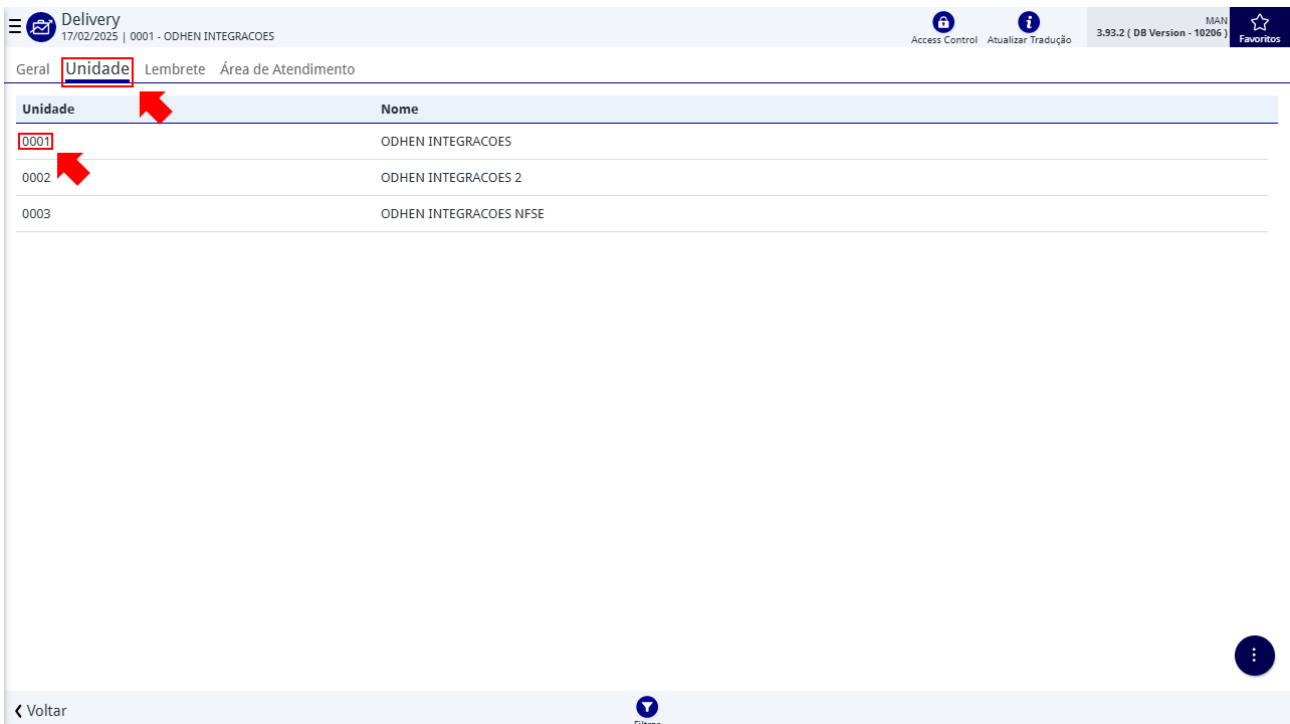 Delivery
17/02/2025 | 0001 - ODHEN INTEGRACOES
Access Control
Atualizar Tradução
MAN
3.93.2 ( DB Version - 10206 )
Favoritos
Geral Unidade Lembrete Área de Atendimento
Unidade Nome
0001 ODHEN INTEGRACOES
0002 ODHEN INTEGRACOES 2
0003 ODHEN INTEGRACOES NFSE
Voltar